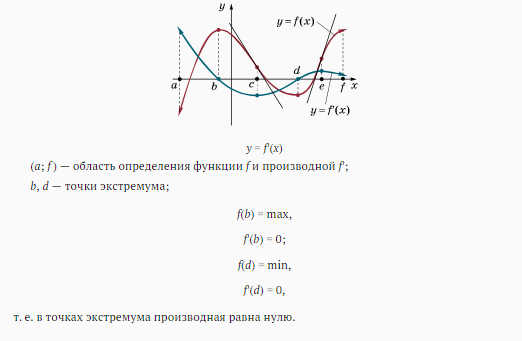 y
y = f(x)
a b c d e f x
y = f'(x)
y = f'(x)
(a; f) — область определения функции f и производной f';
b, d — точки экстремума;
f(b) = max,
f'(b) = 0;
f(d) = min,
f'(d) = 0,
т. е. в точках экстремума производная равна нулю.